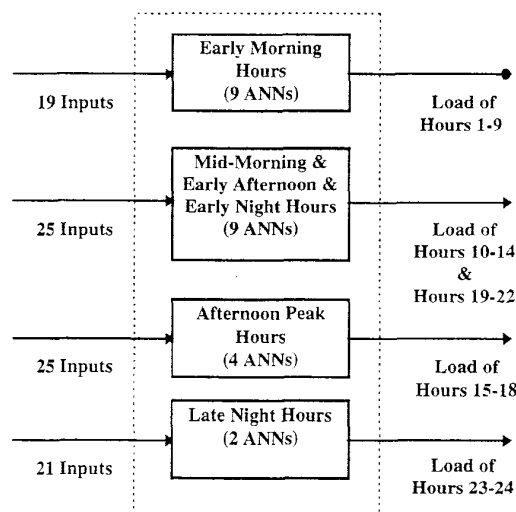 Early Morning
Hours
(9 ANNs)
19 Inputs
Load of
Hours 1-9
Mid-Morning &
Early Afternoon &
Early Night Hours
(9 ANNs)
25 Inputs
Load of
Hours 10-14
&
Hours 19-22
Afternoon Peak
Hours
(4 ANNs)
25 Inputs
Load of
Hours 15-18
Late Night Hours
(2 ANNs)
21 Inputs
Load of
Hours 23-24